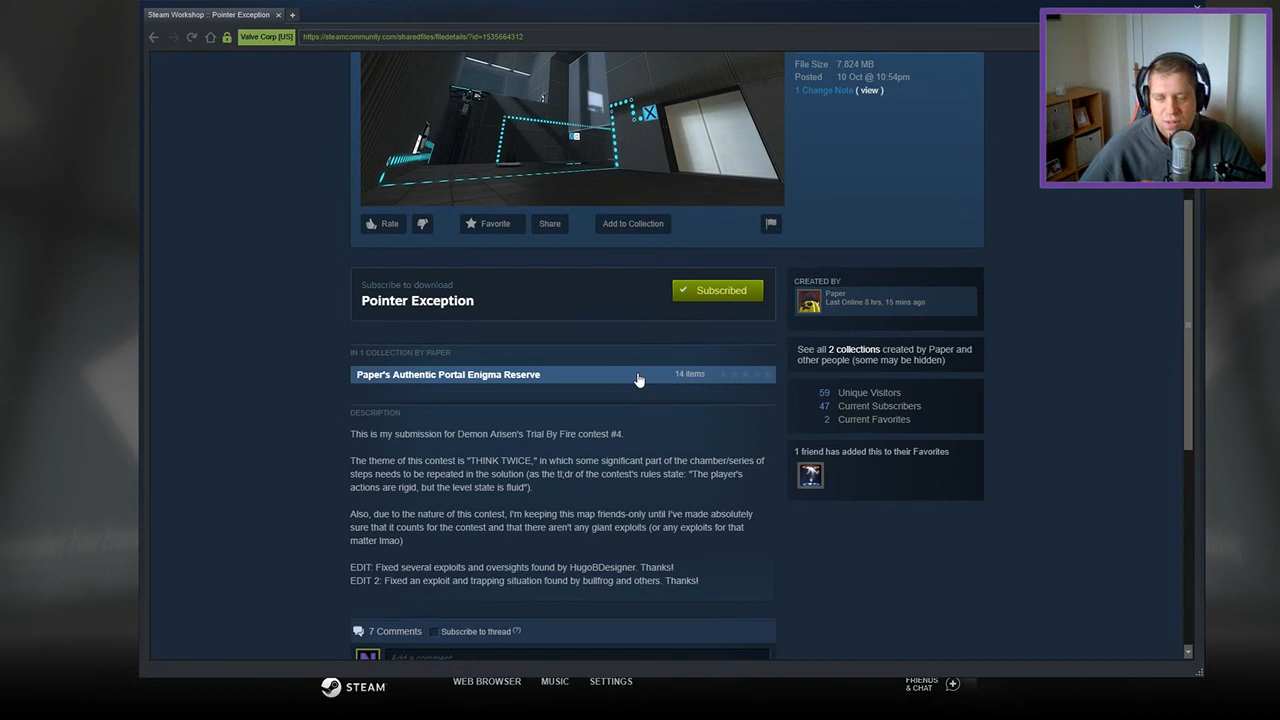 Steam Workshop :: Pointer Exception
Valve Corp [US]
https://steamcommunity.com/sharedfiles/filedetails/?id=1535664312
File Size 7.824 MB
Posted 10 Oct @ 10:54pm
1 Change Note ( view )
X
Rate
Favorite
Share
Add to Collection
Subscribe to download
Pointer Exception
Subscribed
CREATED BY
Paper
Last Online 8 hrs, 15 mins ago
IN 1 COLLECTION BY PAPER
Paper's Authentic Portal Enigma Reserve
14 items
See all 2 collections created by Paper and
other people (some may be hidden)
59 Unique Visitors
47 Current Subscribers
2 Current Favorites
1 friend has added this to their Favorites
DESCRIPTION
This is my submission for Demon Arisen's Trial By Fire contest #4.
The theme of this contest is "THINK TWICE," in which some significant part of the chamber/series of
steps needs to be repeated in the solution (as the tl;dr of the contest's rules state: "The player's
actions are rigid, but the level state is fluid").
Also, due to the nature of this contest, I'm keeping this map friends-only until I've made absolutely
sure that it counts for the contest and that there aren't any giant exploits (or any exploits for that
matter lmao)
EDIT: Fixed several exploits and oversights found by HugoBDesigner. Thanks!
EDIT 2: Fixed an exploit and trapping situation found by bullfrog and others. Thanks!
7 Comments
Subscribe to thread (?)
Add a comment
STEAM
WEB BROWSER
MUSIC
SETTINGS
FRIENDS
& CHAT